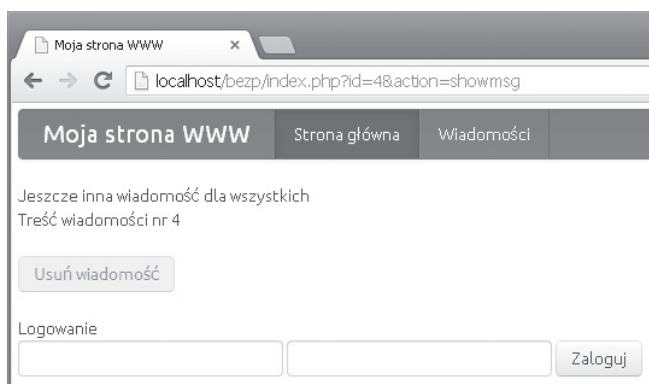 Moja strona WWW
localhost/bezp/index.php?id=4&action=showmsg
Moja strona WWW Strona główna Wiadomości
Jeszcze inna wiadomość dla wszystkich
Treść wiadomości nr 4
Usuń wiadomość
Logowanie
Zaloguj